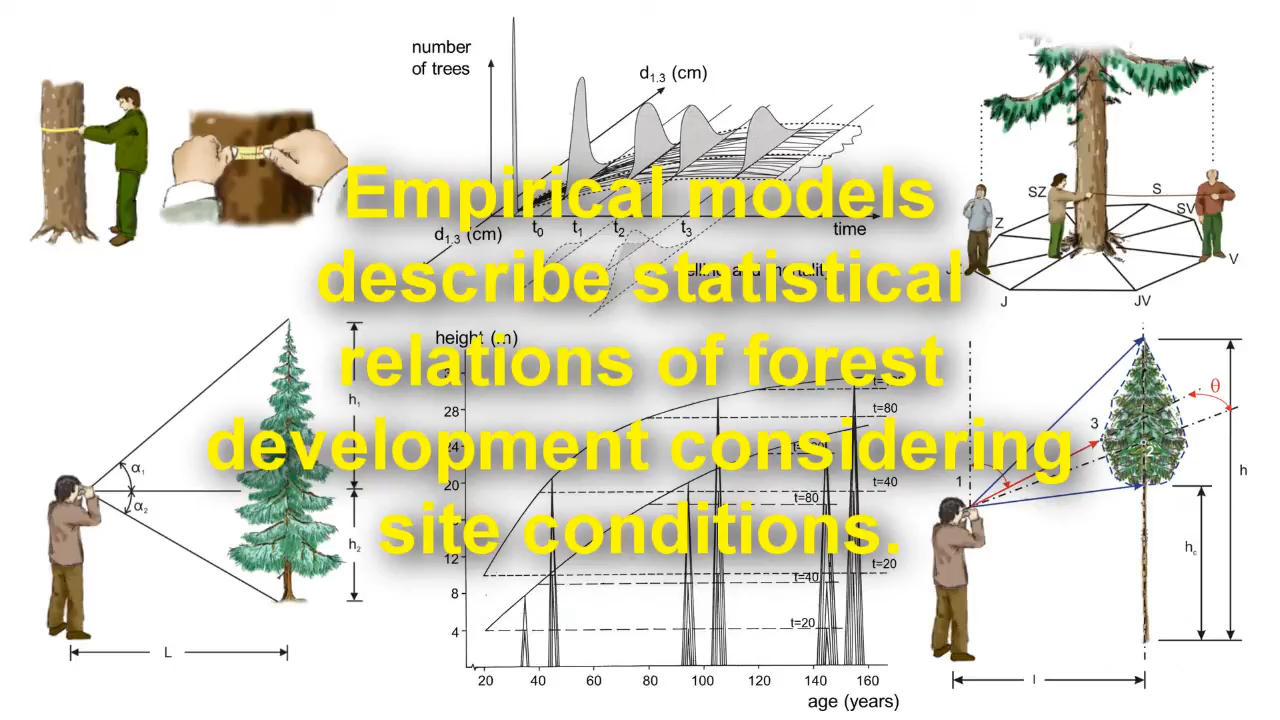 number
of trees
d1.3 (cm)
Empirical models
describe statistical
relations of forest
development considering
site conditions.
d1.3 (cm)
t0
t1
t2
t3
time
SZ
S
SV
Z
V
J
JV
α1
α2
h1
h2
L
height (m)
28
24
20
12
8
4
t=80
t=40
t=80
t=20
t=40
t=20
20
40
60
80
100
120
140
160
age (years)
1
2
3
θ
h
hc
l